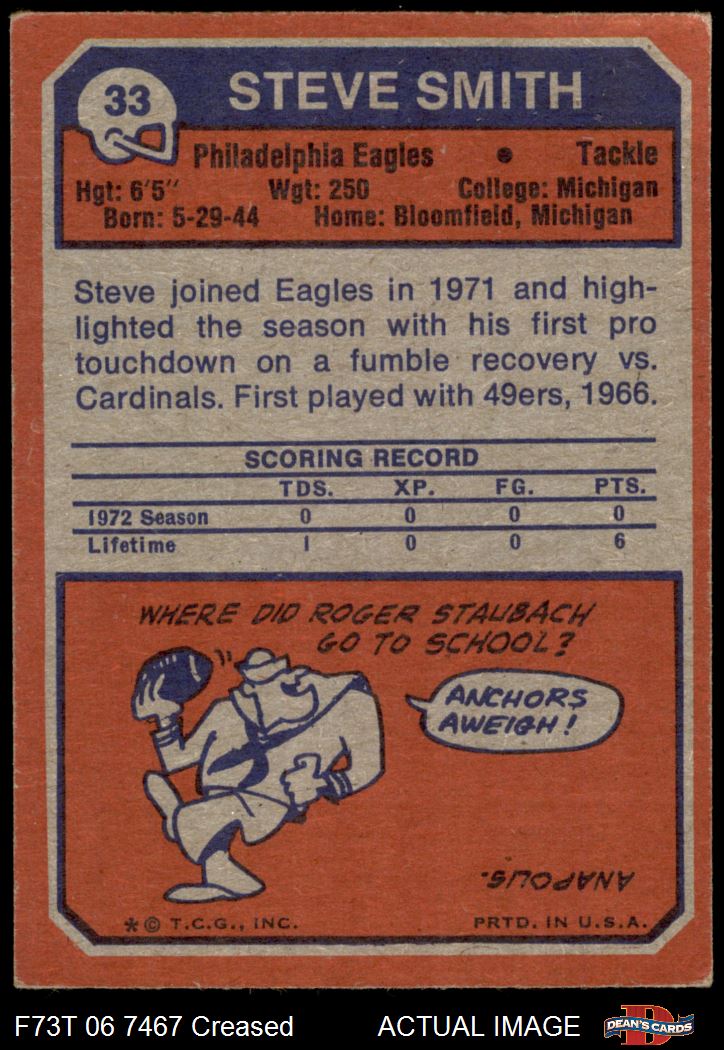 33
STEVE SMITH
Philadelphia Eagles • Tackle
Hgt: 6'5" Wgt: 250 College: Michigan
Born: 5-29-44 Home: Bloomfield, Michigan
Steve joined Eagles in 1971 and high-
lighted the season with his first pro
touchdown on a fumble recovery vs.
Cardinals. First played with 49ers, 1966.
SCORING RECORD
TDS. XP. FG. PTS.
1972 Season 0 0 0 0
Lifetime 1 0 0 6
WHERE DID ROGER STAUBACH
GO TO SCHOOL?
ANCHORS
AWEIGH!
ANAPOLIS.
* © T.C.G., INC. PRTD. IN U.S.A.
F73T 06 7467 Creased ACTUAL IMAGE
D
DEAN'S CARDS